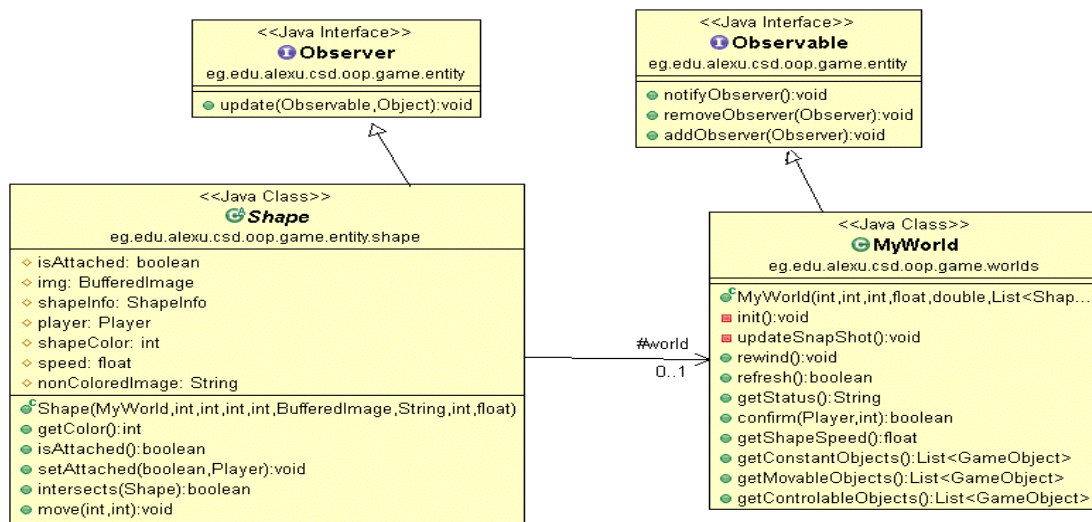 <<Java Interface>>
Observer
eg.edu.alexu.csd.oop.game.entity
update(Observable,Object):void
<<Java Interface>>
Observable
eg.edu.alexu.csd.oop.game.entity
notifyObserver():void
removeObserver(Observer):void
addObserver(Observer):void
<<Java Class>>
Shape
eg.edu.alexu.csd.oop.game.entity.shape
isAttached: boolean
img: BufferedImage
shapeInfo: ShapeInfo
player: Player
shapeColor: int
speed: float
nonColoredImage: String
Shape(MyWorld,int,int,int,int,BufferedImage,String,int,float)
getColor():int
isAttached():boolean
setAttached(boolean,Player):void
intersects(Shape):boolean
move(int,int):void
#world
0..1
<<Java Class>>
MyWorld
eg.edu.alexu.csd.oop.game.worlds
MyWorld(int,int,int,float,double,List<Shap...
init():void
updateSnapShot():void
rewind():void
refresh():boolean
getStatus():String
confirm(Player,int):boolean
getShapeSpeed():float
getConstantObjects():List<GameObject>
getMovableObjects():List<GameObject>
getControlableObjects():List<GameObject>